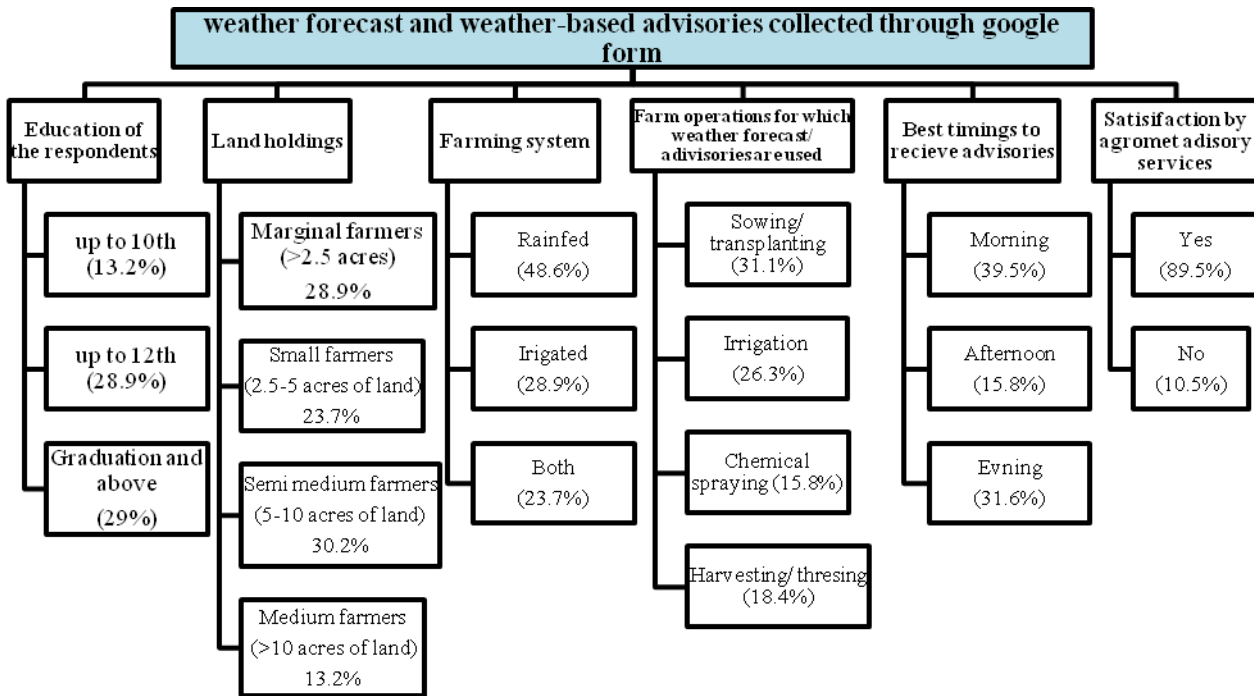 weather forecast and weather-based advisories collected through google
form
Education of
the respondents
up to 10th
(13.2%)
up to 12th
(28.9%)
Graduation and
above
(29%)
Land holdings
Marginal farmers
(>2.5 acres)
28.9%
Small farmers
(2.5-5 acres of land)
23.7%
Semi medium farmers
(5-10 acres of land)
30.2%
Medium farmers
(>10 acres of land)
13.2%
Farming system
Rainfed
(48.6%)
Irigated
(28.9%)
Both
(23.7%)
Farm operations for which
weather forecast/
adivisories are used
Sowing/
transplanting
(31.1%)
Irrigation
(26.3%)
Chemical
spraying (15.8%)
Harvesting/ thresing
(18.4%)
Best timings to
recieve advisories
Morning
(39.5%)
Afternoon
(15.8%)
Evning
(31.6%)
Satisifaction by
agromet adisory
services
Yes
(89.5%)
No
(10.5%)